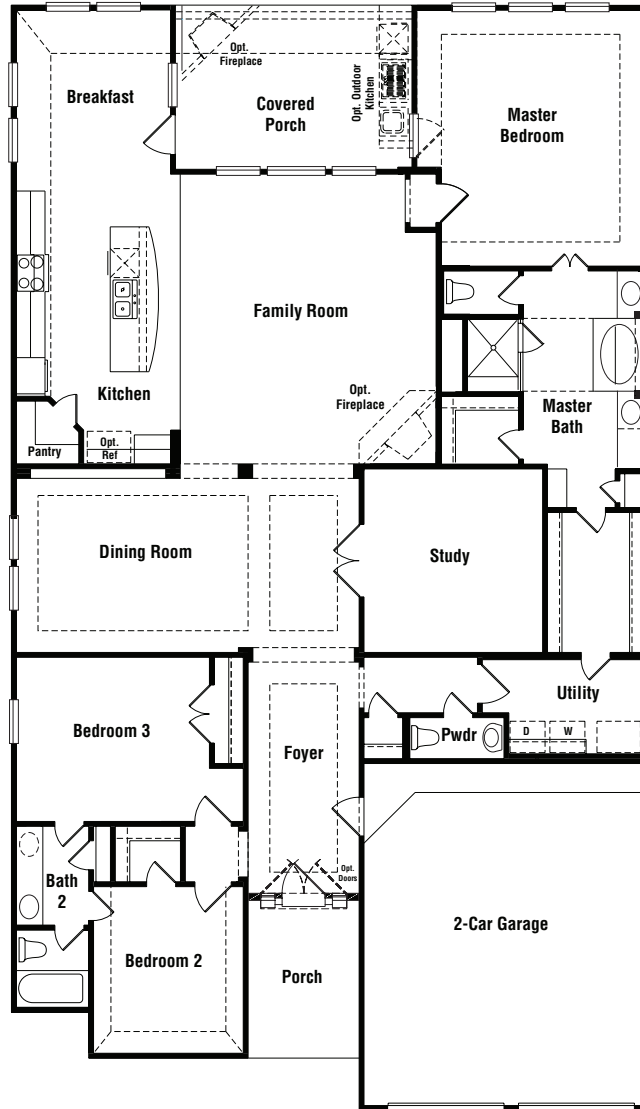 Opt.
Fireplace
Breakfast
Covered
Porch
Opt. Outdoor
Kitchen
Master
Bedroom
Family Room
Kitchen
Opt.
Fireplace
Master
Bath
Pantry
Opt.
Ref
Dining Room
Study
Utility
Bedroom 3
Foyer
Pwdr
D
W
Opt.
Doors
Bath
2
2-Car Garage
Bedroom 2
Porch